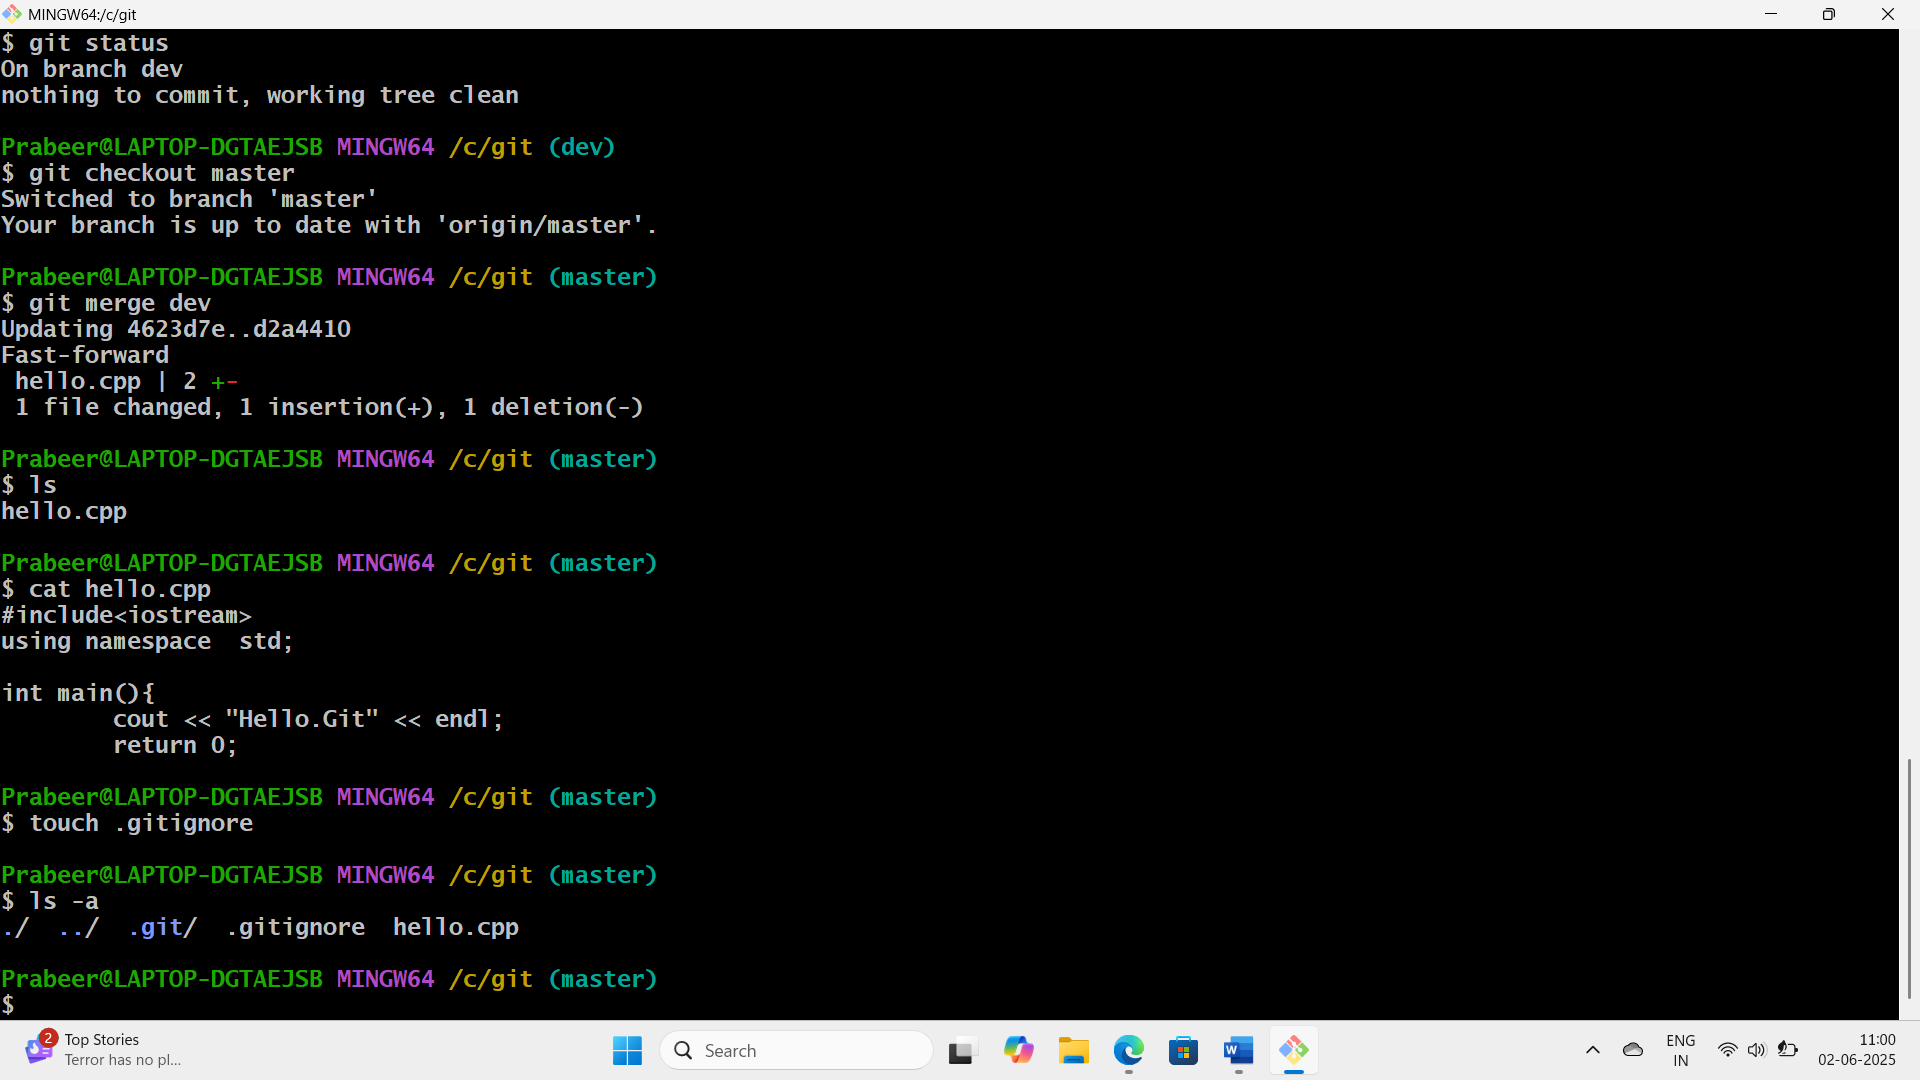 MINGW64:/c/git
$ git status
On branch dev
nothing to commit, working tree clean
Prabeer@LAPTOP-DGTAEJSB MINGW64 /c/git (dev)
$ git checkout master
Switched to branch 'master'
Your branch is up to date with 'origin/master'.
Prabeer@LAPTOP-DGTAEJSB MINGW64 /c/git (master)
$ git merge dev
Updating 4623d7e..d2a4410
Fast-forward
 hello.cpp | 2 +-
 1 file changed, 1 insertion(+), 1 deletion(-)
Prabeer@LAPTOP-DGTAEJSB MINGW64 /c/git (master)
$ ls
hello.cpp
Prabeer@LAPTOP-DGTAEJSB MINGW64 /c/git (master)
$ cat hello.cpp
#include<iostream>
using namespace  std;
int main(){
        cout << "Hello.Git" << endl;
        return 0;
Prabeer@LAPTOP-DGTAEJSB MINGW64 /c/git (master)
$ touch .gitignore
Prabeer@LAPTOP-DGTAEJSB MINGW64 /c/git (master)
$ ls -a
./  ../  .git/  .gitignore  hello.cpp
Prabeer@LAPTOP-DGTAEJSB MINGW64 /c/git (master)
$
2
Top Stories
Terror has no pl...
Search
W
ENG
IN
11:00
02-06-2025